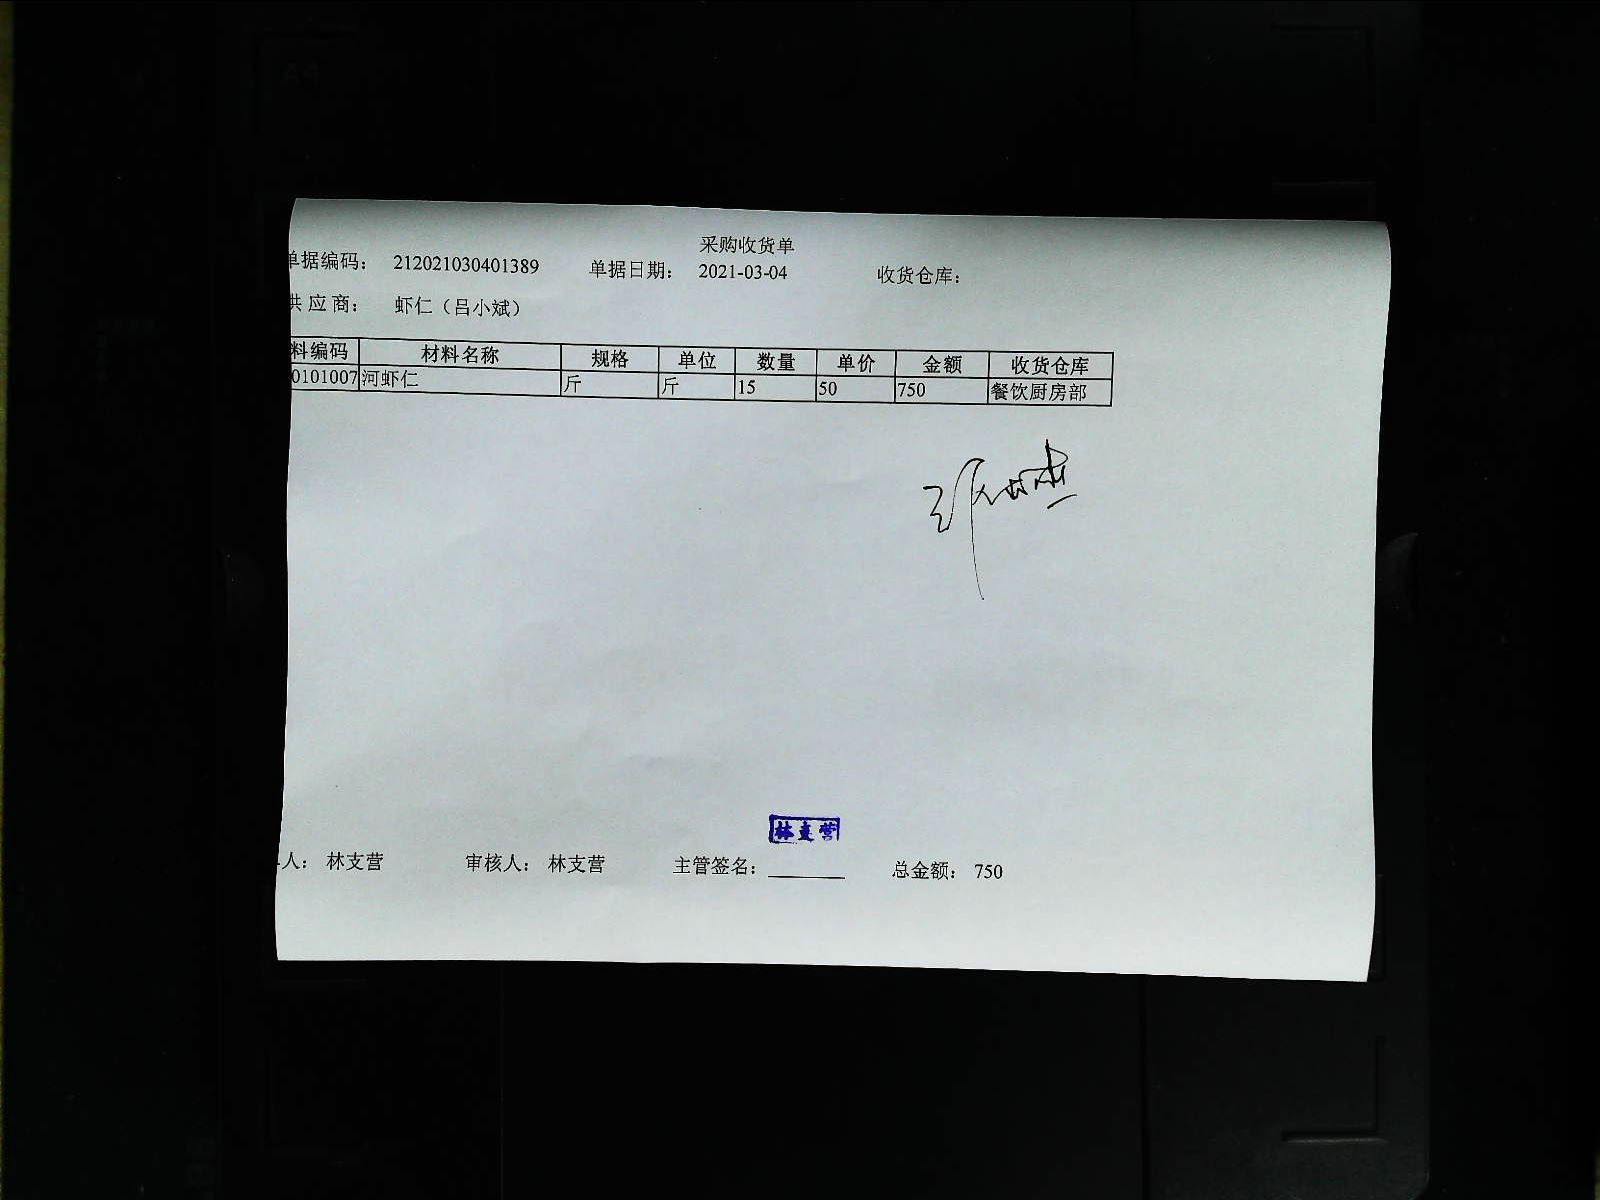 采购收货单
单据编码： 212021030401389 单据日期： 2021-03-04 收货仓库：
供应商： 虾仁（吕小斌）
料编码 材料名称 规格 单位 数量 单价 金额 收货仓库
0101007 河虾仁 斤 斤 15 50 750 餐饮厨房部
林支营
人： 林支营 审核人： 林支营 主管签名： 总金额： 750